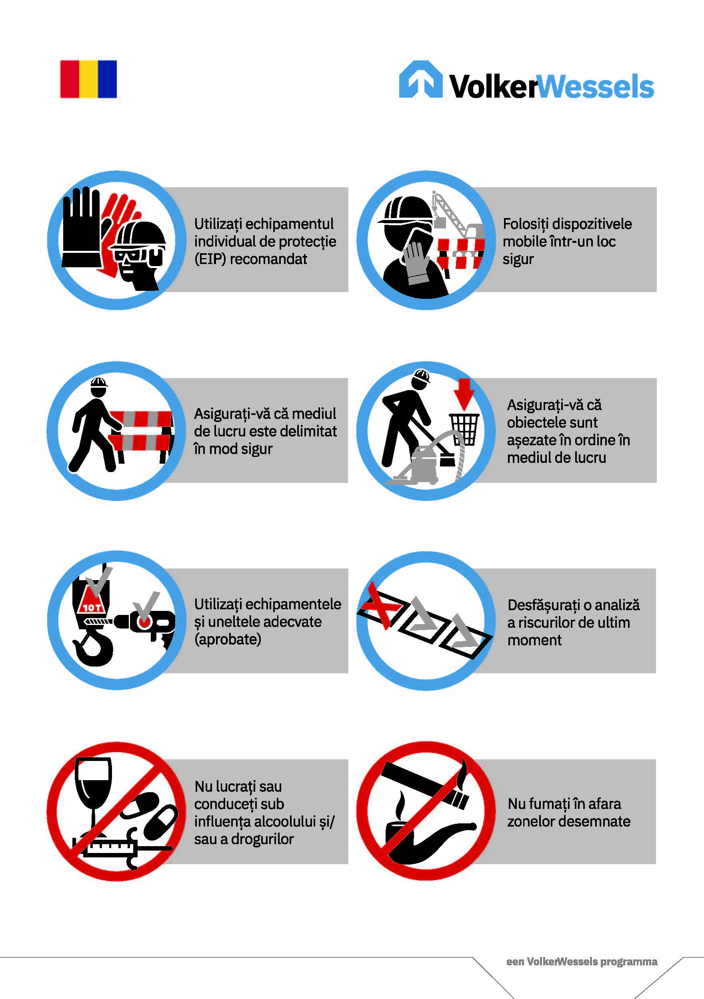 VolkerWessels
Utilizați echipamentul
individual de protecție
(EIP) recomandat
Folosiți dispozitivele
mobile într-un loc
sigur
Asigurați-vă că mediul
de lucru este delimitat
în mod sigur
Asigurați-vă că
obiectele sunt
așezate în ordine în
mediul de lucru
10T
Utilizați echipamentele
și uneltele adecvate
(aprobate)
Desfășurați o analiză
a riscurilor de ultim
moment
Nu lucrați sau
conduceți sub
influența alcoolului și/
sau a drogurilor
Nu fumați în afara
zonelor desemnate
een VolkerWessels programma